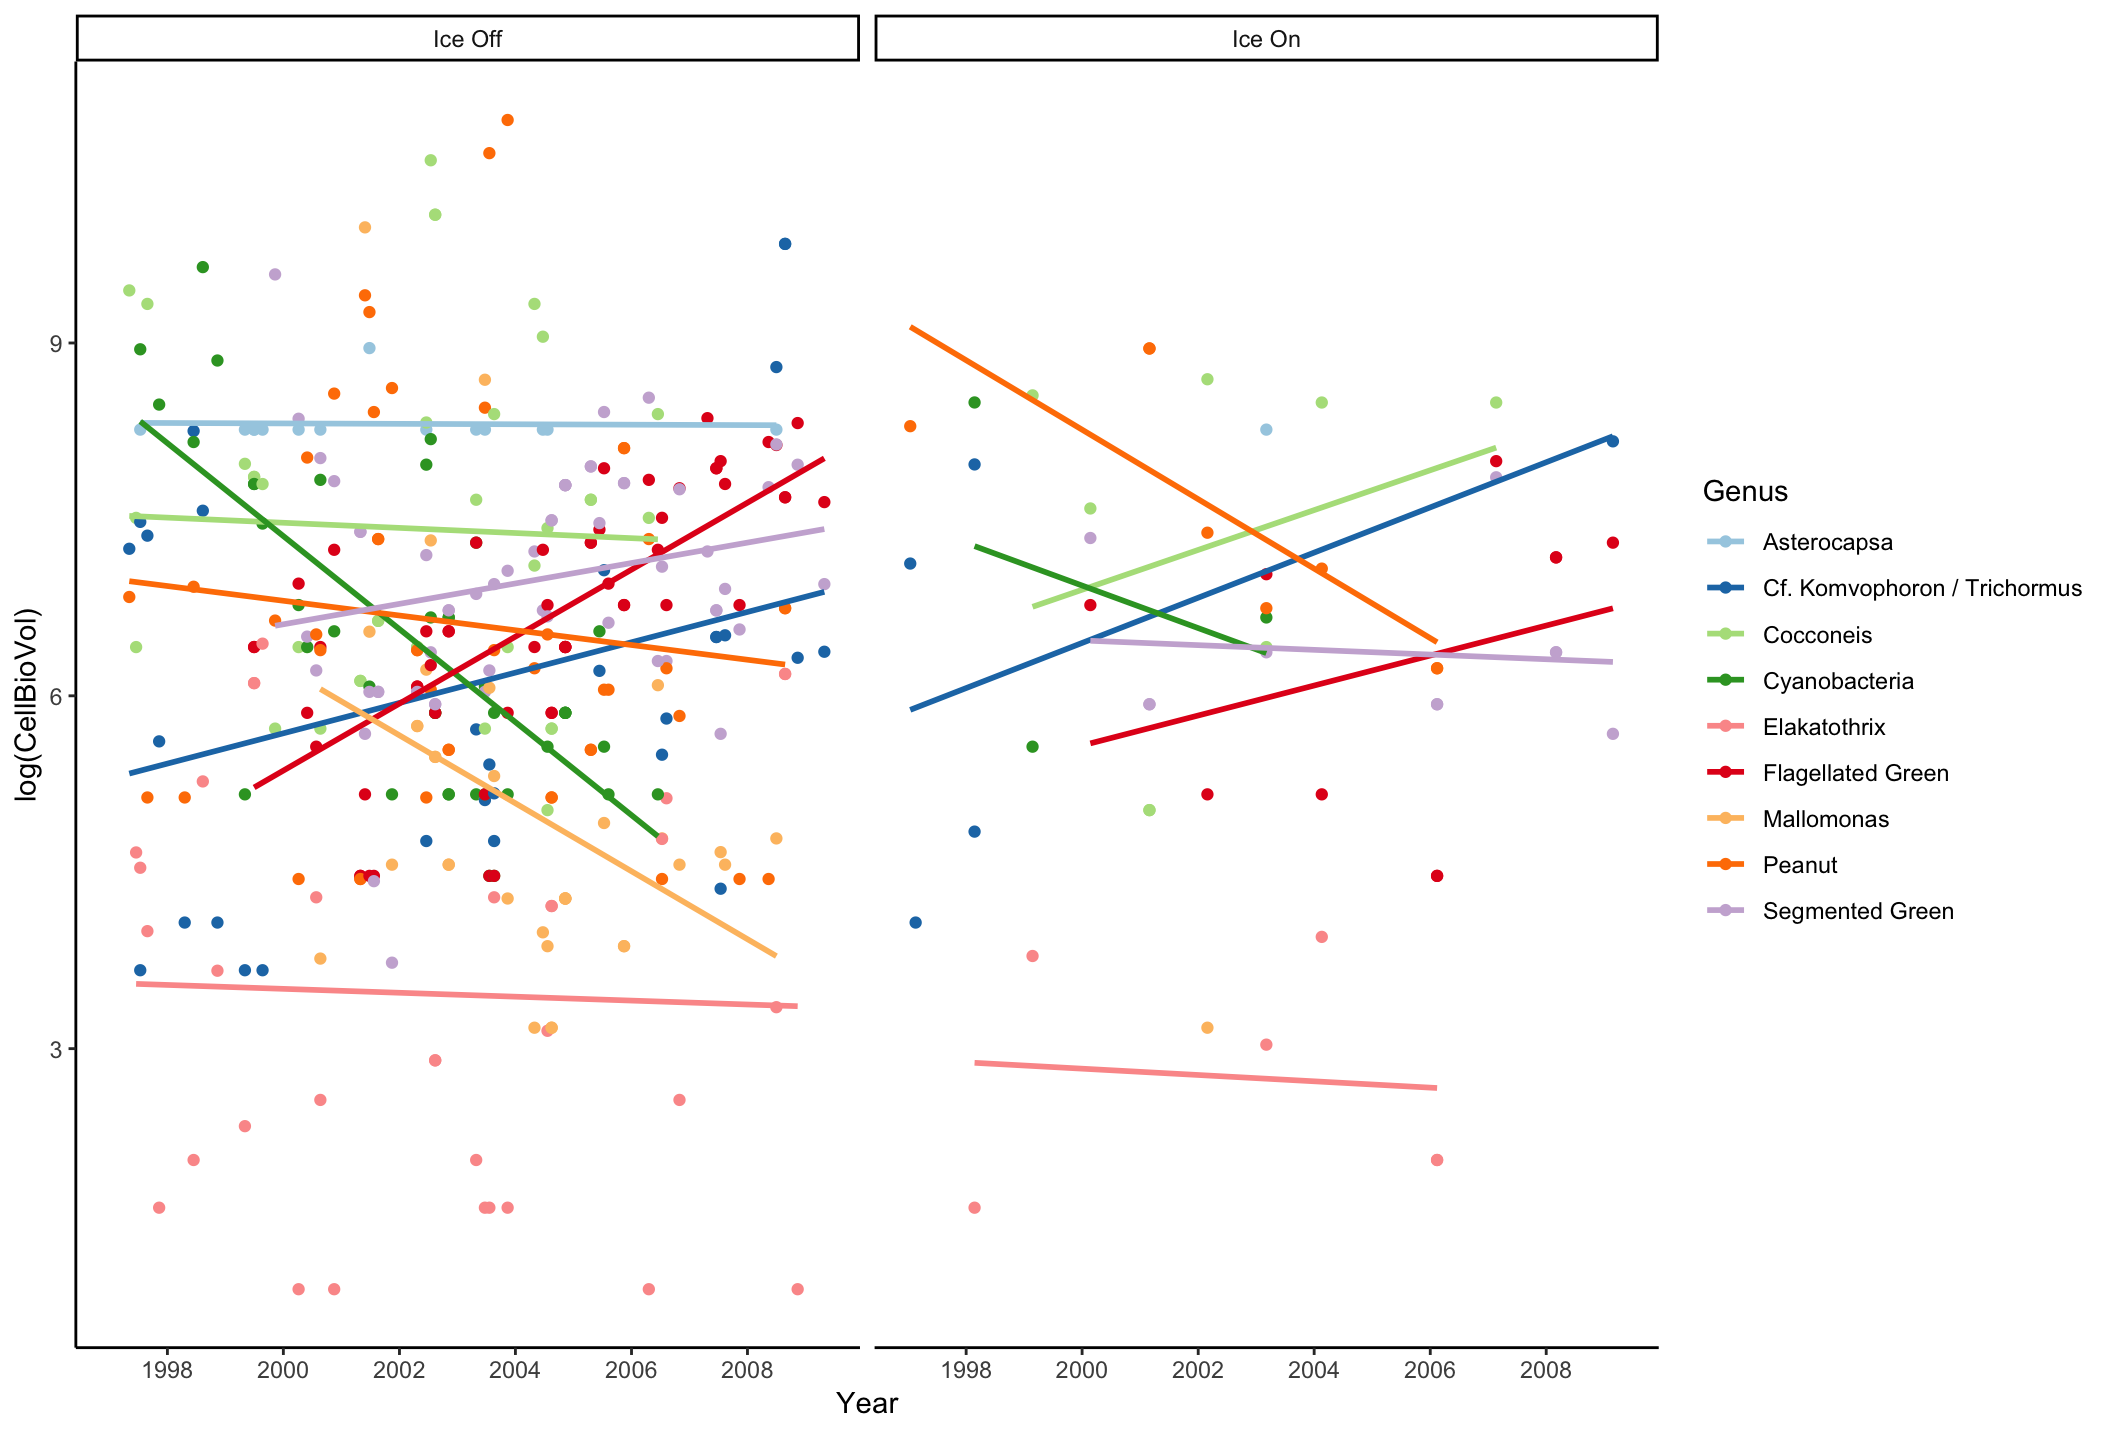 Ice Off
Ice On
9
6
3
log(CellBioVol)
1998 2000 2002 2004 2006 2008
1998 2000 2002 2004 2006 2008
Year
Genus
Asterocapsa
Cf. Komvophoron / Trichormus
Cocconeis
Cyanobacteria
Elakatothrix
Flagellated Green
Mallomonas
Peanut
Segmented Green